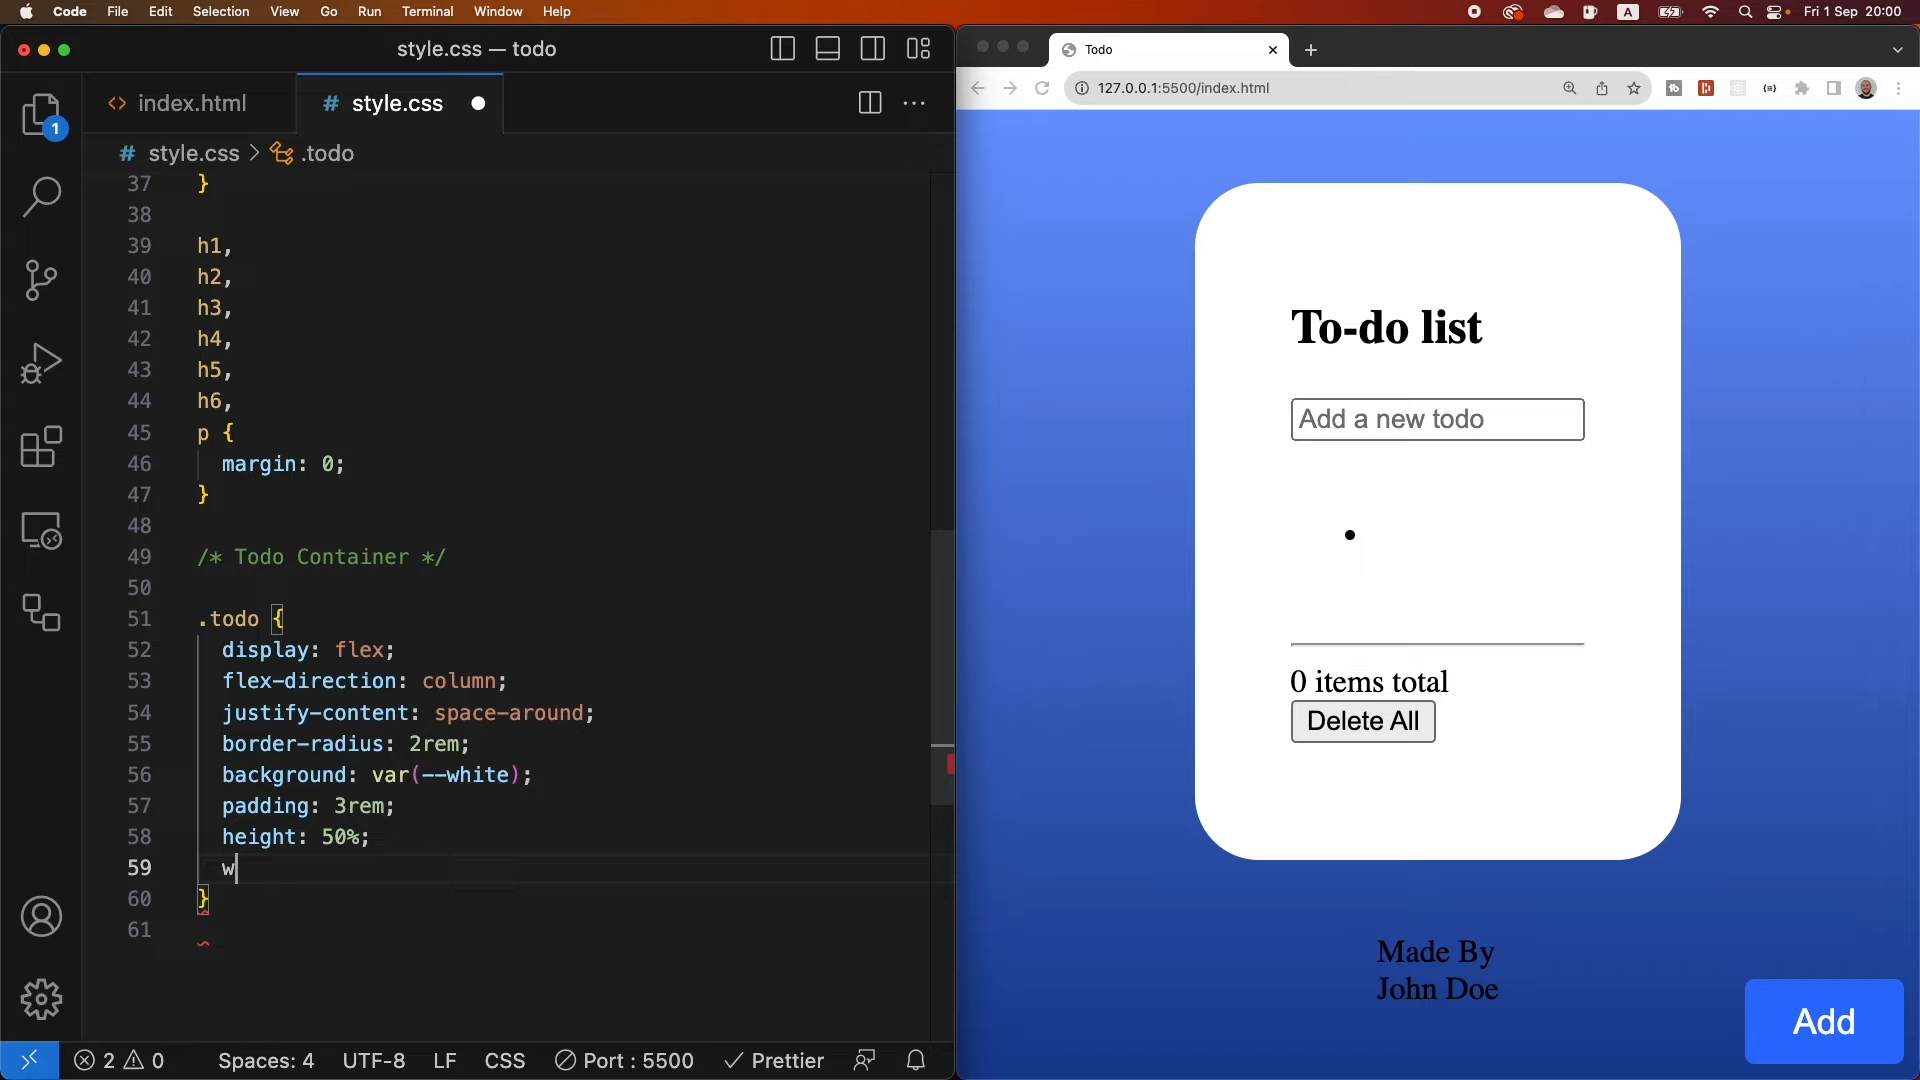 Code File Edit Selection View Go Run Terminal Window Help
A
Fri 1 Sep 20:00
style.css — todo
index.html
# style.css
1
# style.css > .todo
37 }
38
39 h1,
40 h2,
41 h3,
42 h4,
43 h5,
44 h6,
45 p {
46 margin: 0;
47 }
48
49 /* Todo Container */
50
51 .todo {
52 display: flex;
53 flex-direction: column;
54 justify-content: space-around;
55 border-radius: 2rem;
56 background: var(--white);
57 padding: 3rem;
58 height: 50%;
59 w
60 }
61
2 0 Spaces: 4 UTF-8 LF CSS Port : 5500 Prettier
Todo
127.0.0.1:5500/index.html
To-do list
Add a new todo
0 items total
Delete All
Made By
John Doe
Add